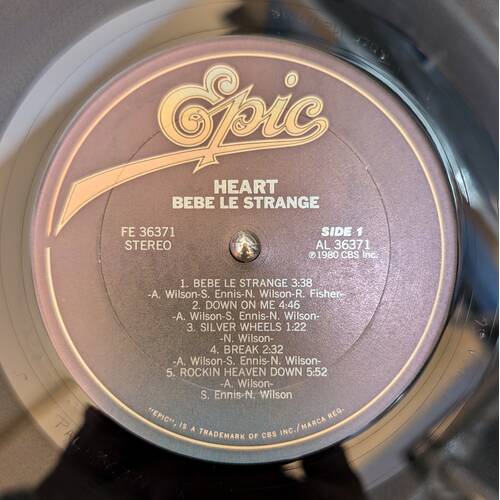 Epic
HEART
BEBE LE STRANGE
FE 36371
STEREO
SIDE 1
AL 36371
℗1980 CBS Inc.
1. BEBE LE STRANGE 3:38
-A. Wilson-S. Ennis-N. Wilson-R. Fisher-
2. DOWN ON ME 4:46
-A. Wilson-S. Ennis-N. Wilson-
3. SILVER WHEELS 1:22
-N. Wilson-
4. BREAK 2:32
-A. Wilson-S. Ennis-N. Wilson-
5. ROCKIN HEAVEN DOWN 5:52
-A. Wilson-
S. Ennis-N. Wilson
"EPIC", IS A TRADEMARK OF CBS INC./MARCA REG.